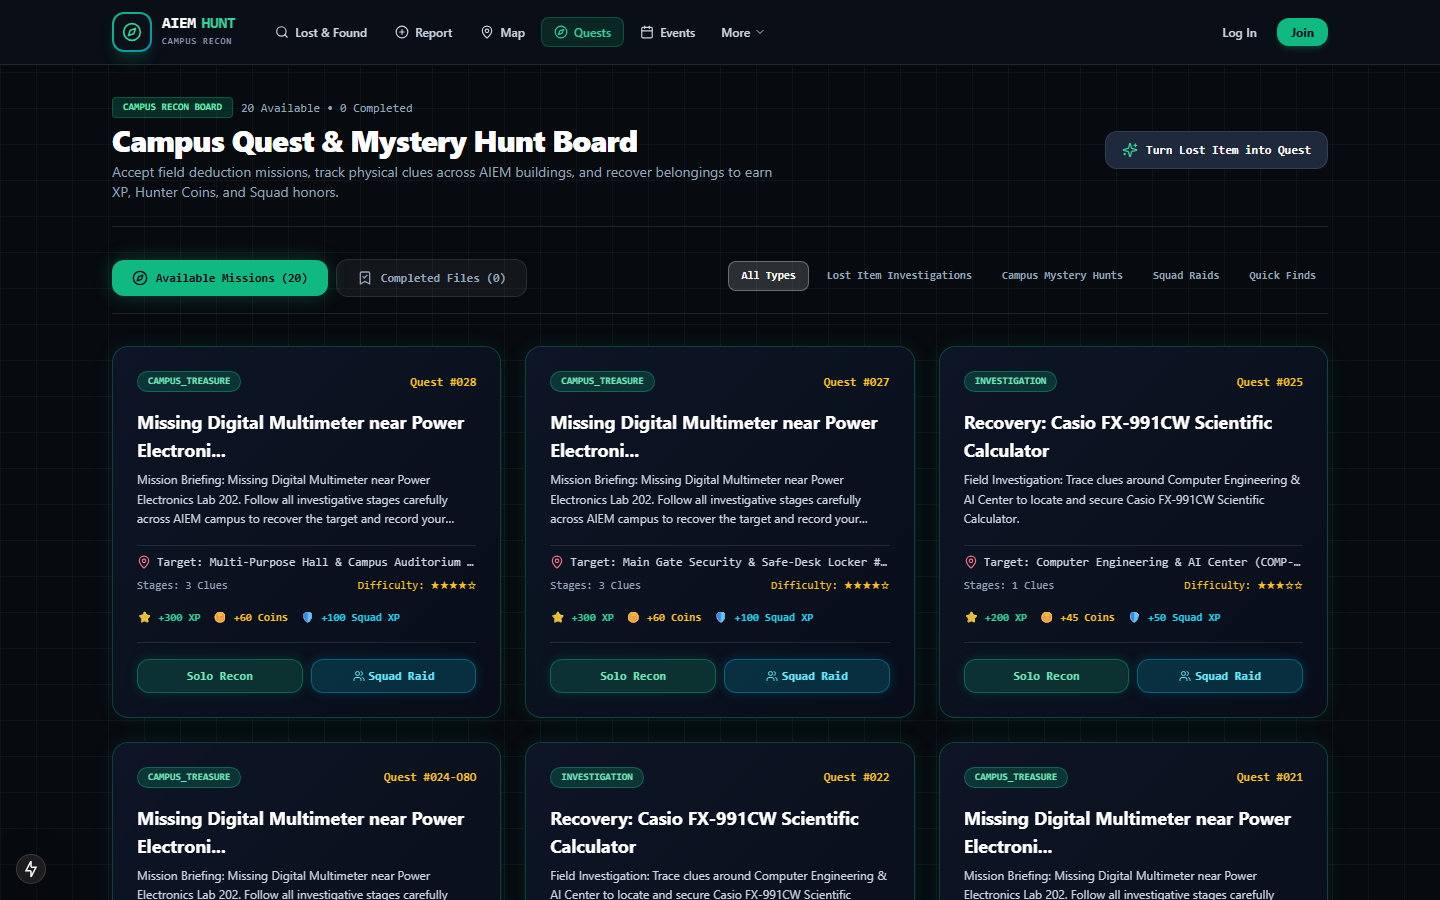 AIEM HUNT
CAMPUS RECON
Lost & Found
Report
Map
Quests
Events
More
Log In
Join
CAMPUS RECON BOARD
20 Available • 0 Completed
Campus Quest & Mystery Hunt Board
Accept field deduction missions, track physical clues across AIEM buildings, and recover belongings to earn
XP, Hunter Coins, and Squad honors.
Turn Lost Item into Quest
Available Missions (20)
Completed Files (0)
All Types
Lost Item Investigations
Campus Mystery Hunts
Squad Raids
Quick Finds
CAMPUS_TREASURE
Quest #028
Missing Digital Multimeter near Power
Electroni...
Mission Briefing: Missing Digital Multimeter near Power
Electronics Lab 202. Follow all investigative stages carefully
across AIEM campus to recover the target and record your...
Target: Multi-Purpose Hall & Campus Auditorium …
Stages: 3 Clues
Difficulty: ★★★★☆
+300 XP
+60 Coins
+100 Squad XP
Solo Recon
Squad Raid
CAMPUS_TREASURE
Quest #027
Missing Digital Multimeter near Power
Electroni...
Mission Briefing: Missing Digital Multimeter near Power
Electronics Lab 202. Follow all investigative stages carefully
across AIEM campus to recover the target and record your...
Target: Main Gate Security & Safe-Desk Locker #…
Stages: 3 Clues
Difficulty: ★★★★☆
+300 XP
+60 Coins
+100 Squad XP
Solo Recon
Squad Raid
INVESTIGATION
Quest #025
Recovery: Casio FX-991CW Scientific
Calculator
Field Investigation: Trace clues around Computer Engineering &
AI Center to locate and secure Casio FX-991CW Scientific
Calculator.
Target: Computer Engineering & AI Center (COMP-…
Stages: 1 Clues
Difficulty: ★★★☆☆
+200 XP
+45 Coins
+50 Squad XP
Solo Recon
Squad Raid
CAMPUS_TREASURE
Quest #024-080
Missing Digital Multimeter near Power
Electroni...
Mission Briefing: Missing Digital Multimeter near Power
Electronics Lab 202. Follow all investigative stages carefully
INVESTIGATION
Quest #022
Recovery: Casio FX-991CW Scientific
Calculator
Field Investigation: Trace clues around Computer Engineering &
AI Center to locate and secure Casio FX-991CW Scientific
CAMPUS_TREASURE
Quest #021
Missing Digital Multimeter near Power
Electroni...
Mission Briefing: Missing Digital Multimeter near Power
Electronics Lab 202. Follow all investigative stages carefully